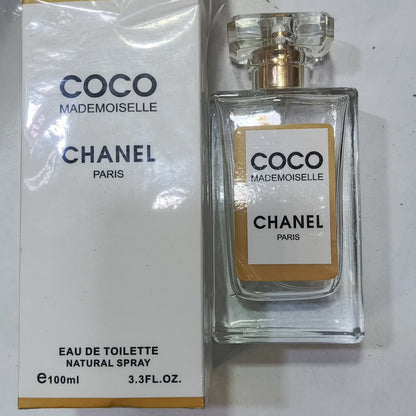 COCO
MADEMOISELLE
CHANEL
PARIS
EAU DE TOILETTE
NATURAL SPRAY
e100ml 3.3FL.OZ.
COCO
MADEMOISELLE
CHANEL
PARIS